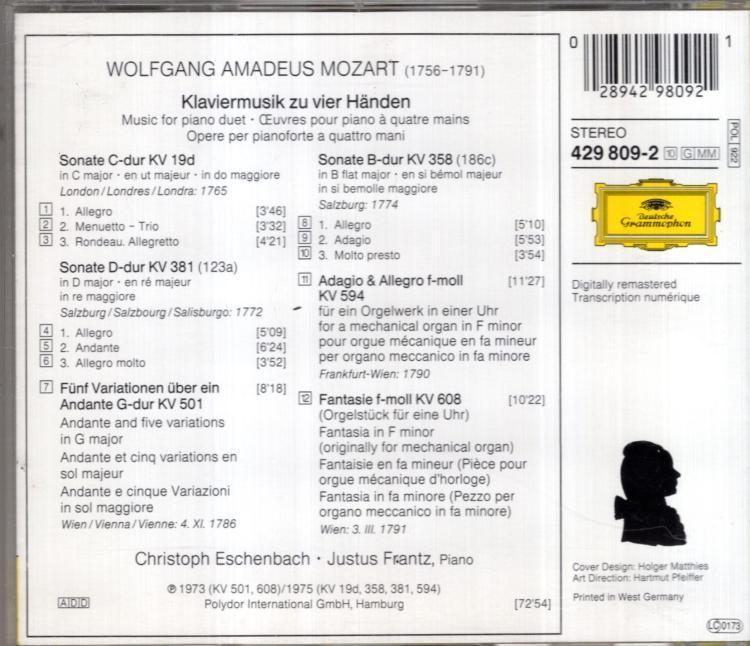 WOLFGANG AMADEUS MOZART (1756–1791)
Klaviermusik zu vier Händen
Music for piano duet · Œuvres pour piano à quatre mains
Opere per pianoforte a quattro mani
Sonate C-dur KV 19d
in C major · en ut majeur · in do maggiore
London/Londres/Londra: 1765
1 1. Allegro [3'46]
2 2. Menuetto – Trio [3'32]
3 3. Rondeau. Allegretto [4'21]
Sonate D-dur KV 381 (123a)
in D major · en ré majeur
in re maggiore
Salzburg/Salzbourg/Salisburgo: 1772
4 1. Allegro [5'09]
5 2. Andante [6'24]
6 3. Allegro molto [3'52]
7 Fünf Variationen über ein [8'18]
Andante G-dur KV 501
Andante and five variations
in G major
Andante et cinq variations en
sol majeur
Andante e cinque Variazioni
in sol maggiore
Wien/Vienna/Vienne: 4. XI. 1786
Sonate B-dur KV 358 (186c)
in B flat major · en si bémol majeur
in si bemolle maggiore
Salzburg: 1774
8 1. Allegro [5'10]
9 2. Adagio [5'53]
10 3. Molto presto [3'54]
11 Adagio & Allegro f-moll [11'27]
KV 594
für ein Orgelwerk in einer Uhr
for a mechanical organ in F minor
pour orgue mécanique en fa mineur
per organo meccanico in fa minore
Frankfurt-Wien: 1790
12 Fantasie f-moll KV 608 [10'22]
(Orgelstück für eine Uhr)
Fantasia in F minor
(originally for mechanical organ)
Fantaisie en fa mineur (Pièce pour
orgue mécanique d'horloge)
Fantasia in fa minore (Pezzo per
organo meccanico in fa minore)
Wien: 3. III. 1791
Christoph Eschenbach · Justus Frantz, Piano
℗ 1973 (KV 501, 608)/1975 (KV 19d, 358, 381, 594)
Polydor International GmbH, Hamburg
ADD
[72'54]
0 28942 98092 1
STEREO
429 809-2 10 G MM
POL 922
Deutsche
Grammophon
Digitally remastered
Transcription numérique
Cover Design: Holger Matthies
Art Direction: Hartmut Pfeiffer
Printed in West Germany
LC 0173